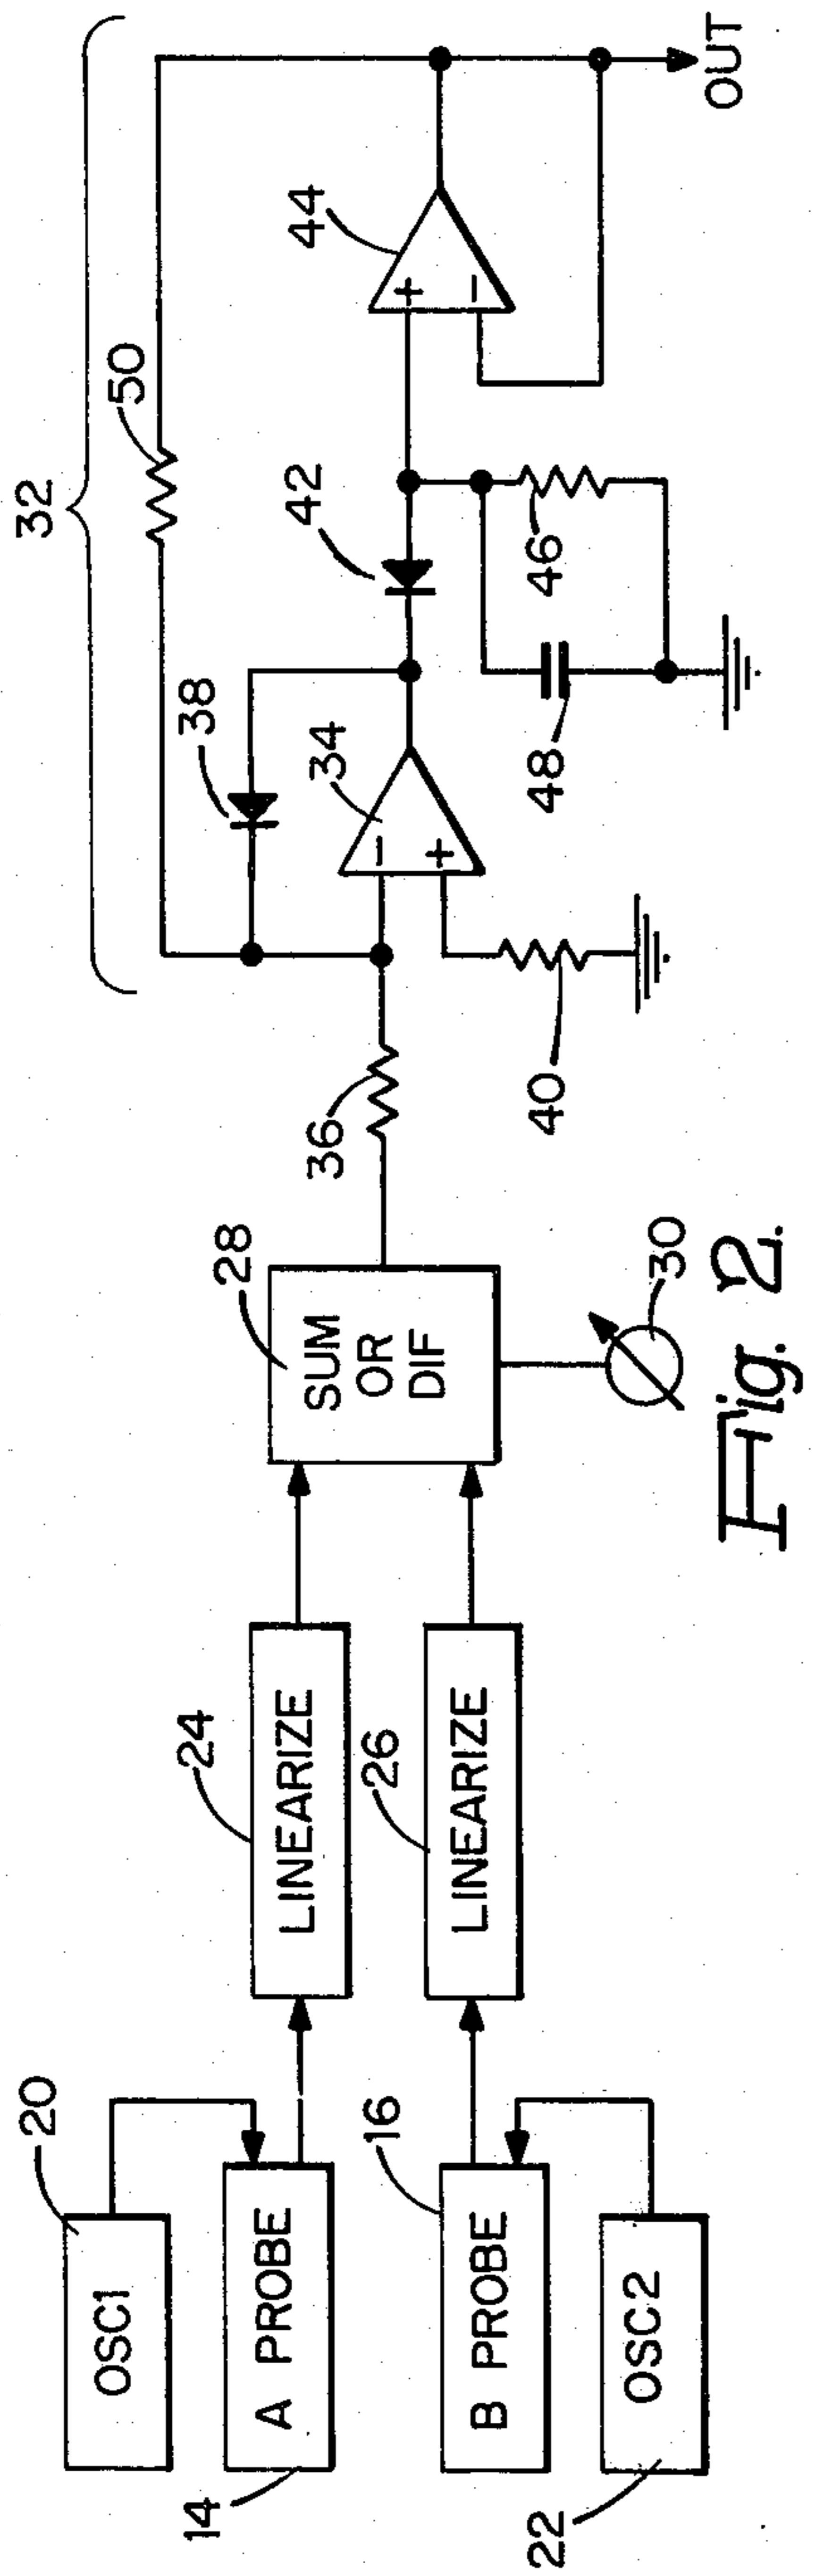 32
50
44
42
38
34
+
−
−
+
OUT
46
48
40
36
28
SUM
OR
DIF
30
24
LINEARIZE
26
LINEARIZE
20
OSC1
14
A PROBE
16
B PROBE
22
OSC2
Fig. 2.